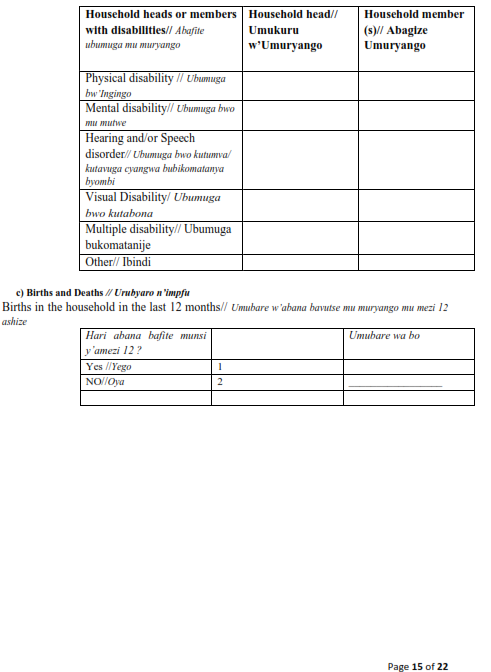 Household heads or members with disabilities// Abafite ubumuga mu muryango
Household head// Umukuru w'Umuryango
Household member (s)// Abagize Umuryango
Physical disability // Ubumuga bw'Ingingo
Mental disability// Ubumuga bwo mu mutwe
Hearing and/or Speech disorder// Ubumuga bwo kutumva/ kutavuga cyangwa bubikomatanya byombi
Visual Disability/ Ubumuga bwo kutabona
Multiple disability// Ubumuga bukomatanije
Other// Ibindi
c) Births and Deaths // Urubyaro n'impfu
Births in the household in the last 12 months// Umubare w'abana bavutse mu muryango mu mezi 12
ashize
Hari abana bafite munsi y'amezi 12 ?
Umubare wa bo
Yes //Yego 1
NO//Oya 2 __________________
Page 15 of 22